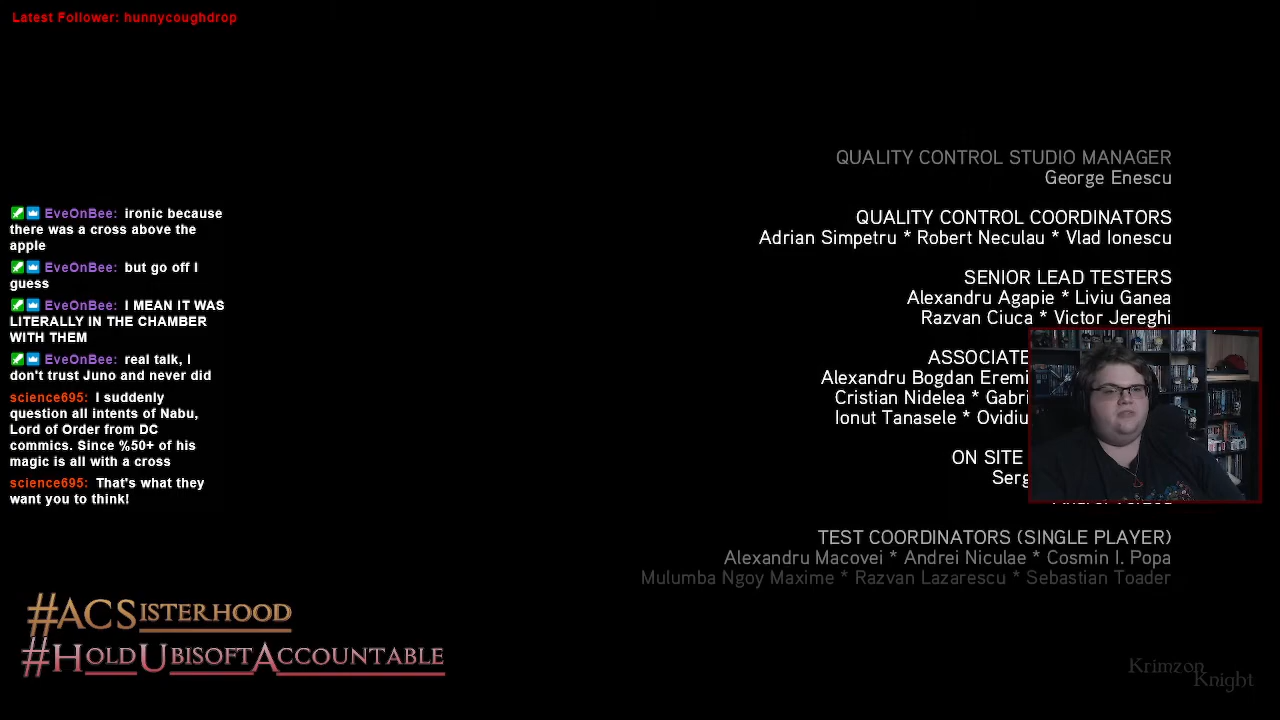 Latest Follower: hunnycoughdrop
EveOnBee: ironic because
there was a cross above the
apple
EveOnBee: but go off I
guess
EveOnBee: I MEAN IT WAS
LITERALLY IN THE CHAMBER
WITH THEM
EveOnBee: real talk, I
don't trust Juno and never did
science695: I suddenly
question all intents of Nabu,
Lord of Order from DC
commics. Since %50+ of his
magic is all with a cross
science695: That's what they
want you to think!
#ACSISTERHOOD
#HOLDUBISOFTACCOUNTABLE
QUALITY CONTROL STUDIO MANAGER
George Enescu
QUALITY CONTROL COORDINATORS
Adrian Simpetru * Robert Neculau * Vlad Ionescu
SENIOR LEAD TESTERS
Alexandru Agapie * Liviu Ganea
Razvan Ciuca * Victor Jereghi
ASSOCIATE
Alexandru Bogdan Eremi
Cristian Nidelea * Gabri
Ionut Tanasele * Ovidiu
ON SITE
Serg
TEST COORDINATORS (SINGLE PLAYER)
Alexandru Macovei * Andrei Niculae * Cosmin I. Popa
Mulumba Ngoy Maxime * Razvan Lazarescu * Sebastian Toader
Krimzon
Knight